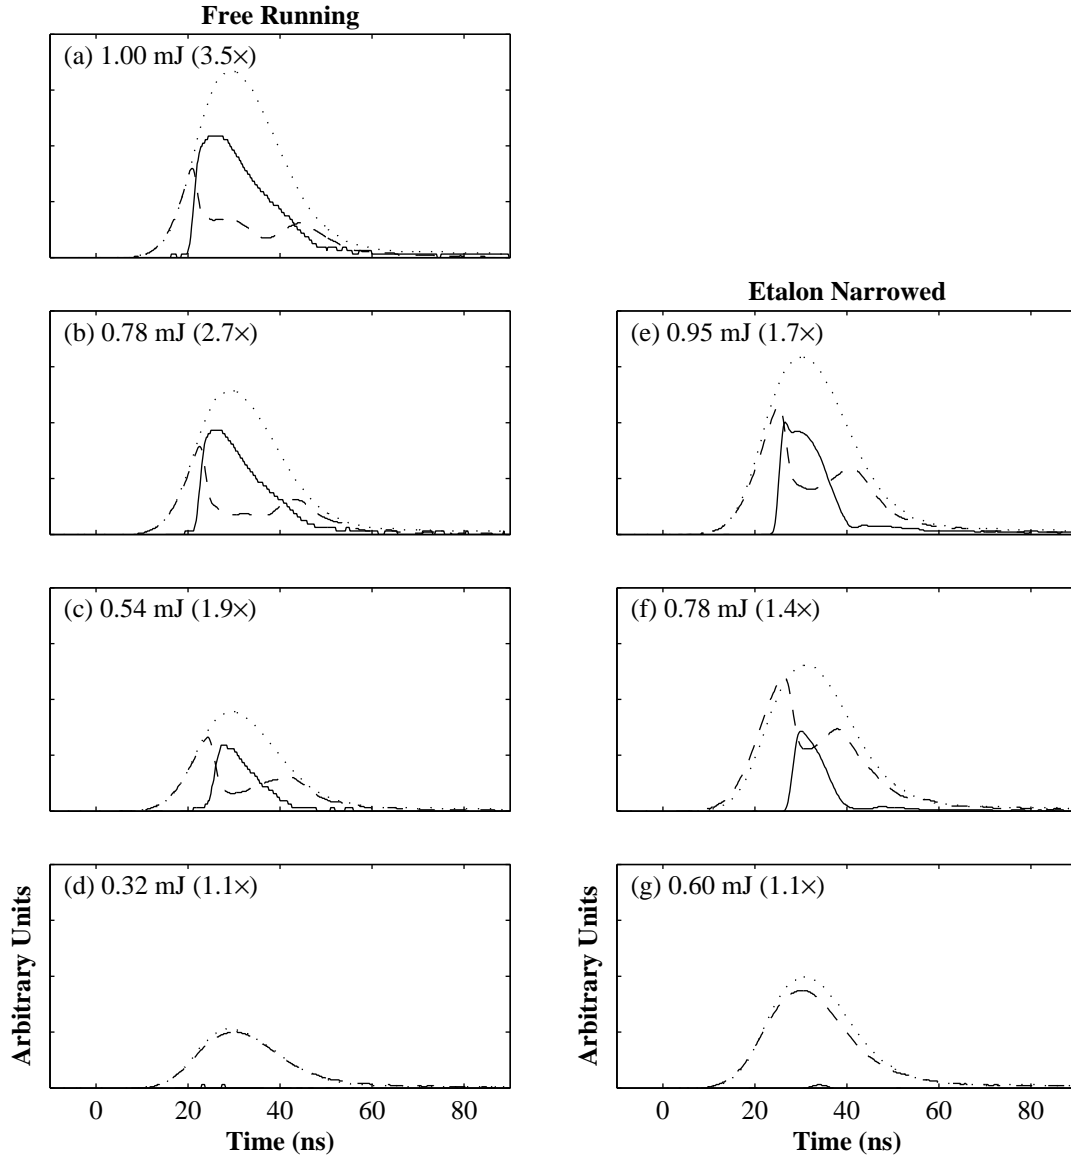 Free Running
(a) 1.00 mJ (3.5×)
(b) 0.78 mJ (2.7×)
(c) 0.54 mJ (1.9×)
(d) 0.32 mJ (1.1×)
Arbitrary Units
0 20 40 60 80
Time (ns)
Etalon Narrowed
(e) 0.95 mJ (1.7×)
(f) 0.78 mJ (1.4×)
(g) 0.60 mJ (1.1×)
Arbitrary Units
0 20 40 60 80
Time (ns)